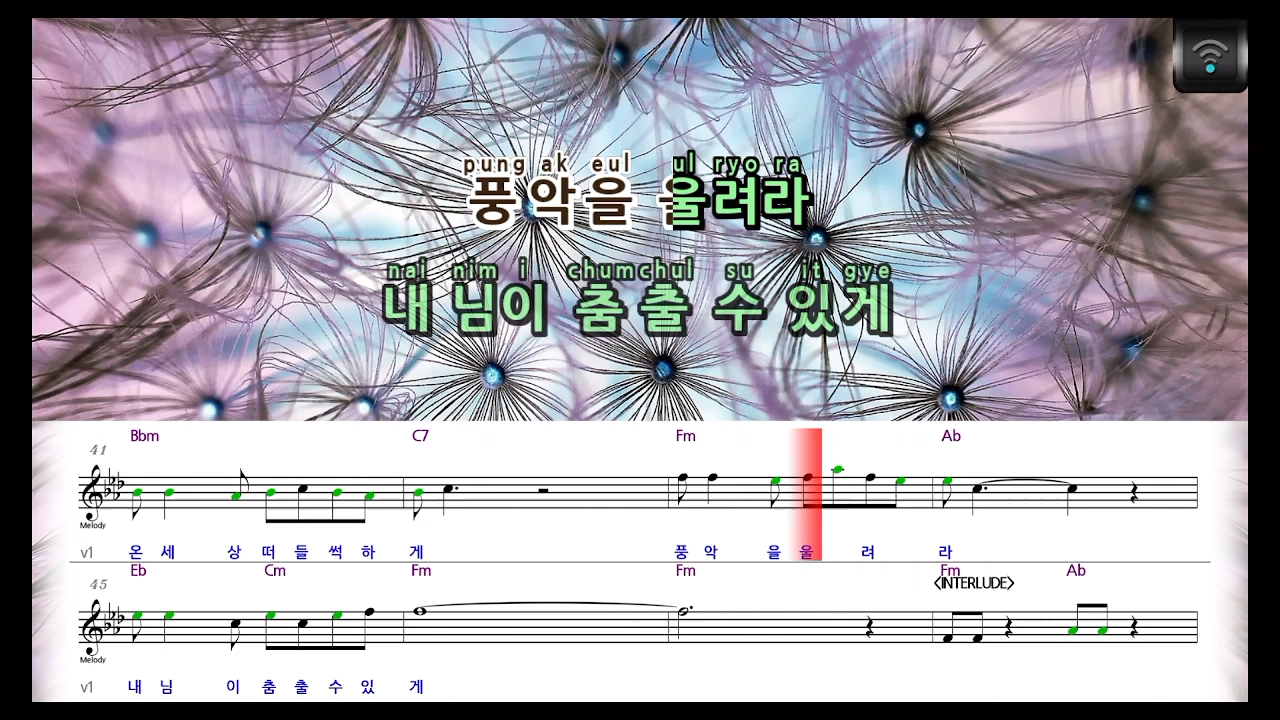 pung ak eul ul ryo ra
풍악을 울려라
nai nim i chumchul su it gye
내 님이 춤 출 수 있게
Bbm C7 Fm Ab
41
Melody
v1 온 세 상 떠 들 썩 하 게 풍 악 을 울 려 라
Eb Cm Fm Fm Fm Ab
<INTERLUDE>
45
Melody
v1 내 님 이 춤 출 수 있 게